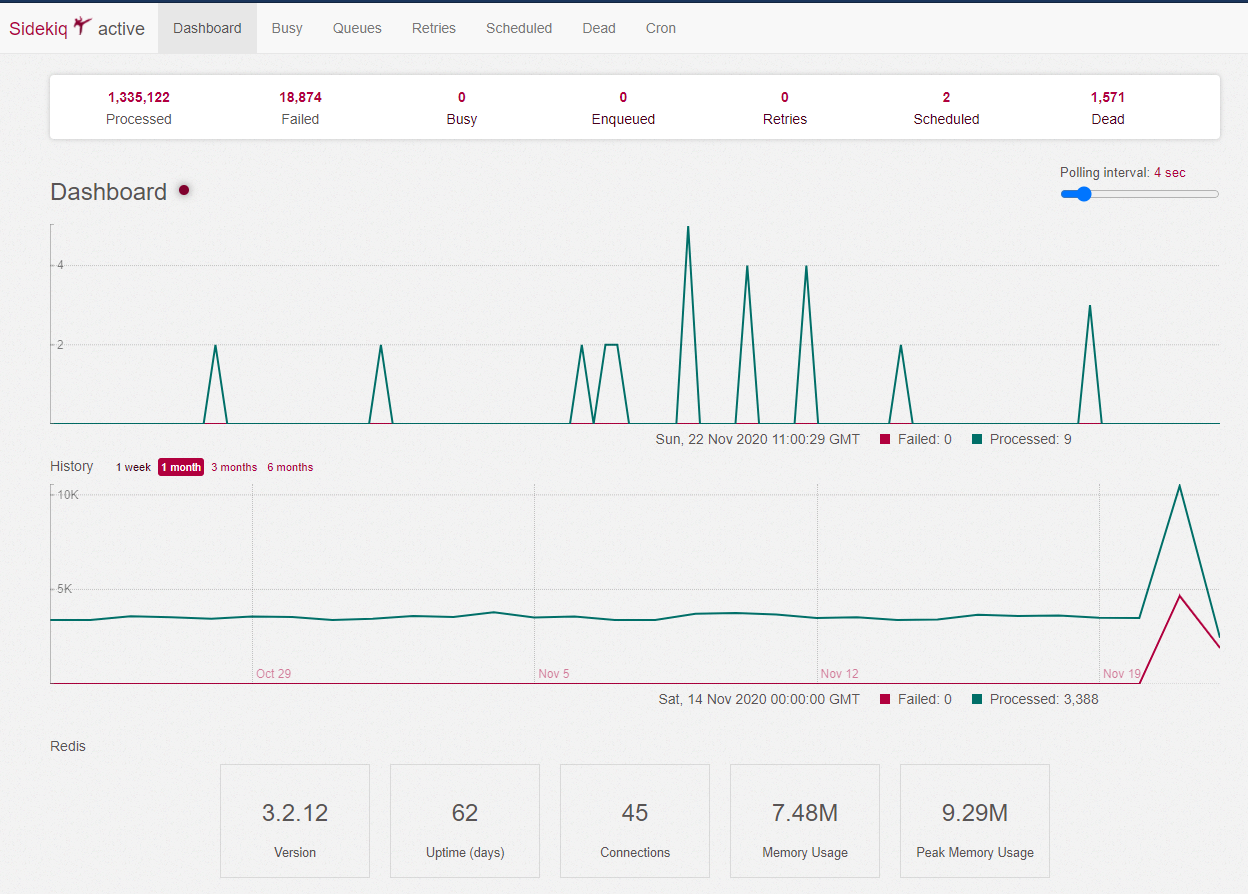 Sidekiq active Dashboard Busy Queues Retries Scheduled Dead Cron
1,335,122 18,874 0 0 0 2 1,571
Processed Failed Busy Enqueued Retries Scheduled Dead
Polling interval: 4 sec
Dashboard
4
2
Sun, 22 Nov 2020 11:00:29 GMT Failed: 0 Processed: 9
History 1 week 1 month 3 months 6 months
10K
5K
Oct 29 Nov 5 Nov 12 Nov 19
Sat, 14 Nov 2020 00:00:00 GMT Failed: 0 Processed: 3,388
Redis
3.2.12 62 45 7.48M 9.29M
Version Uptime (days) Connections Memory Usage Peak Memory Usage